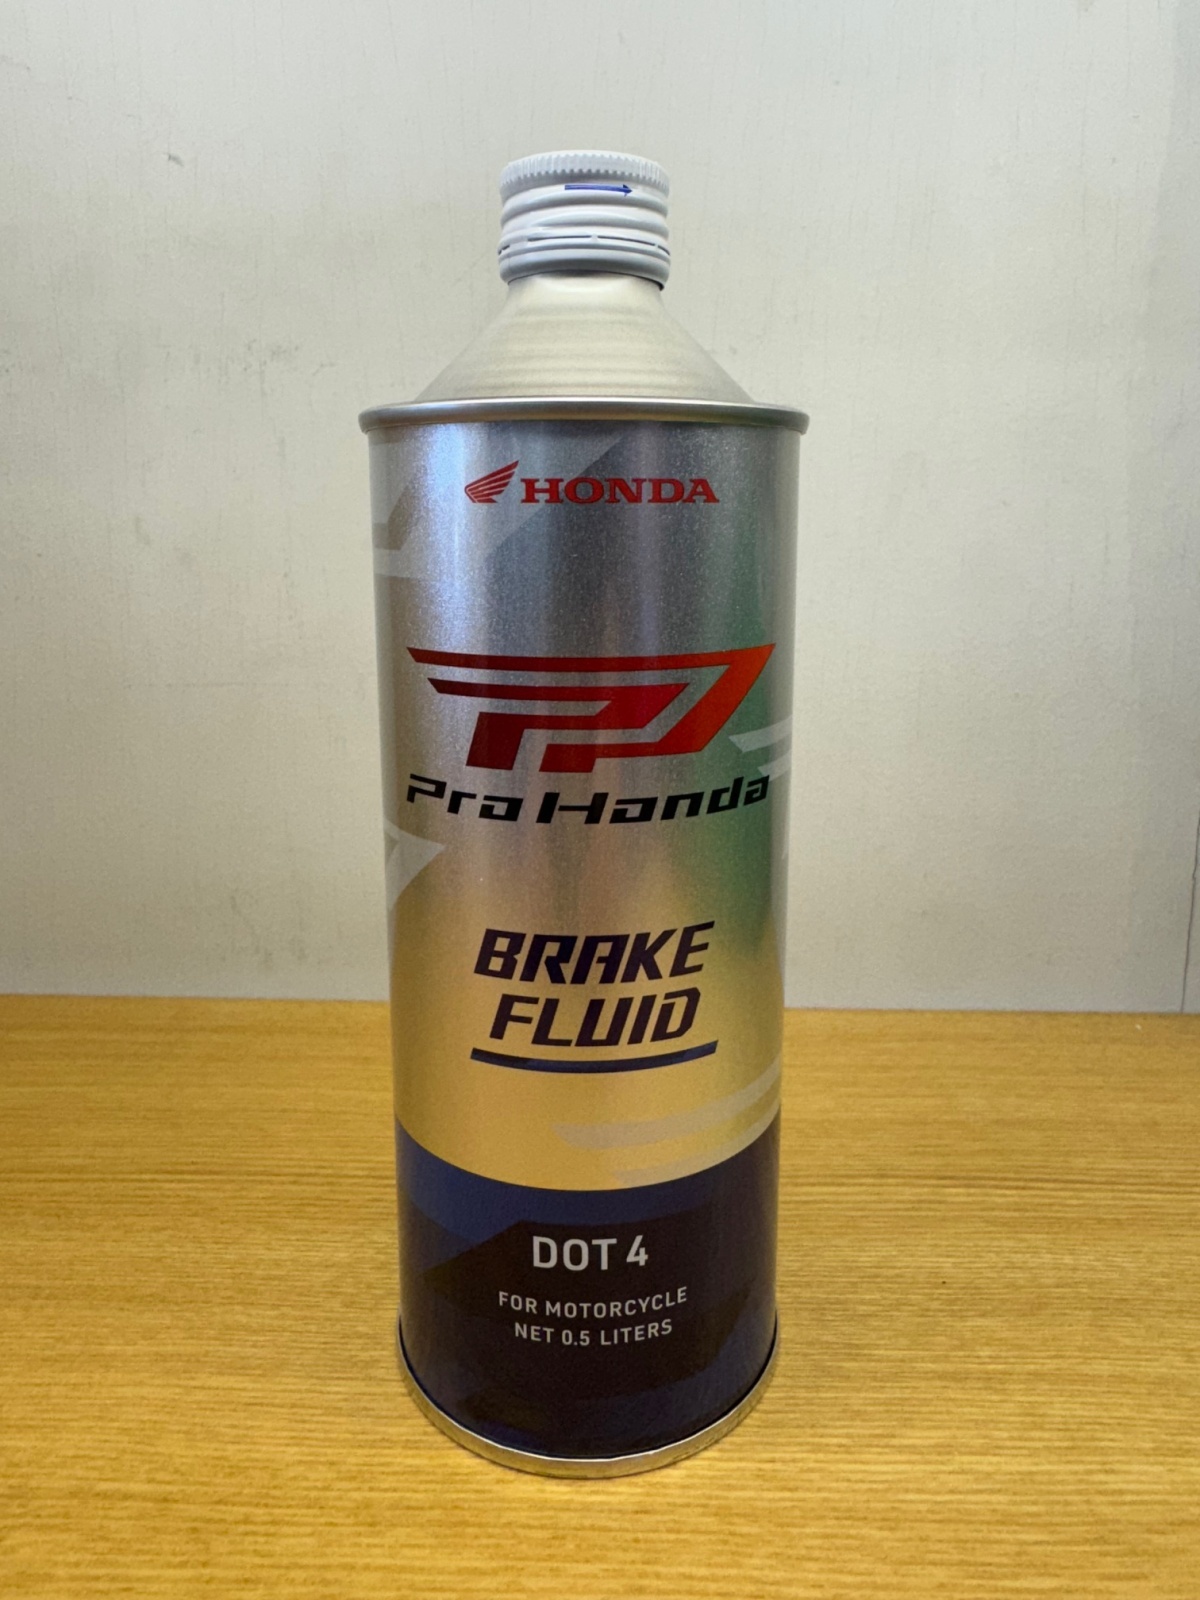 HONDA
Pro Honda
BRAKE
FLUID
DOT 4
FOR MOTORCYCLE
NET 0.5 LITERS